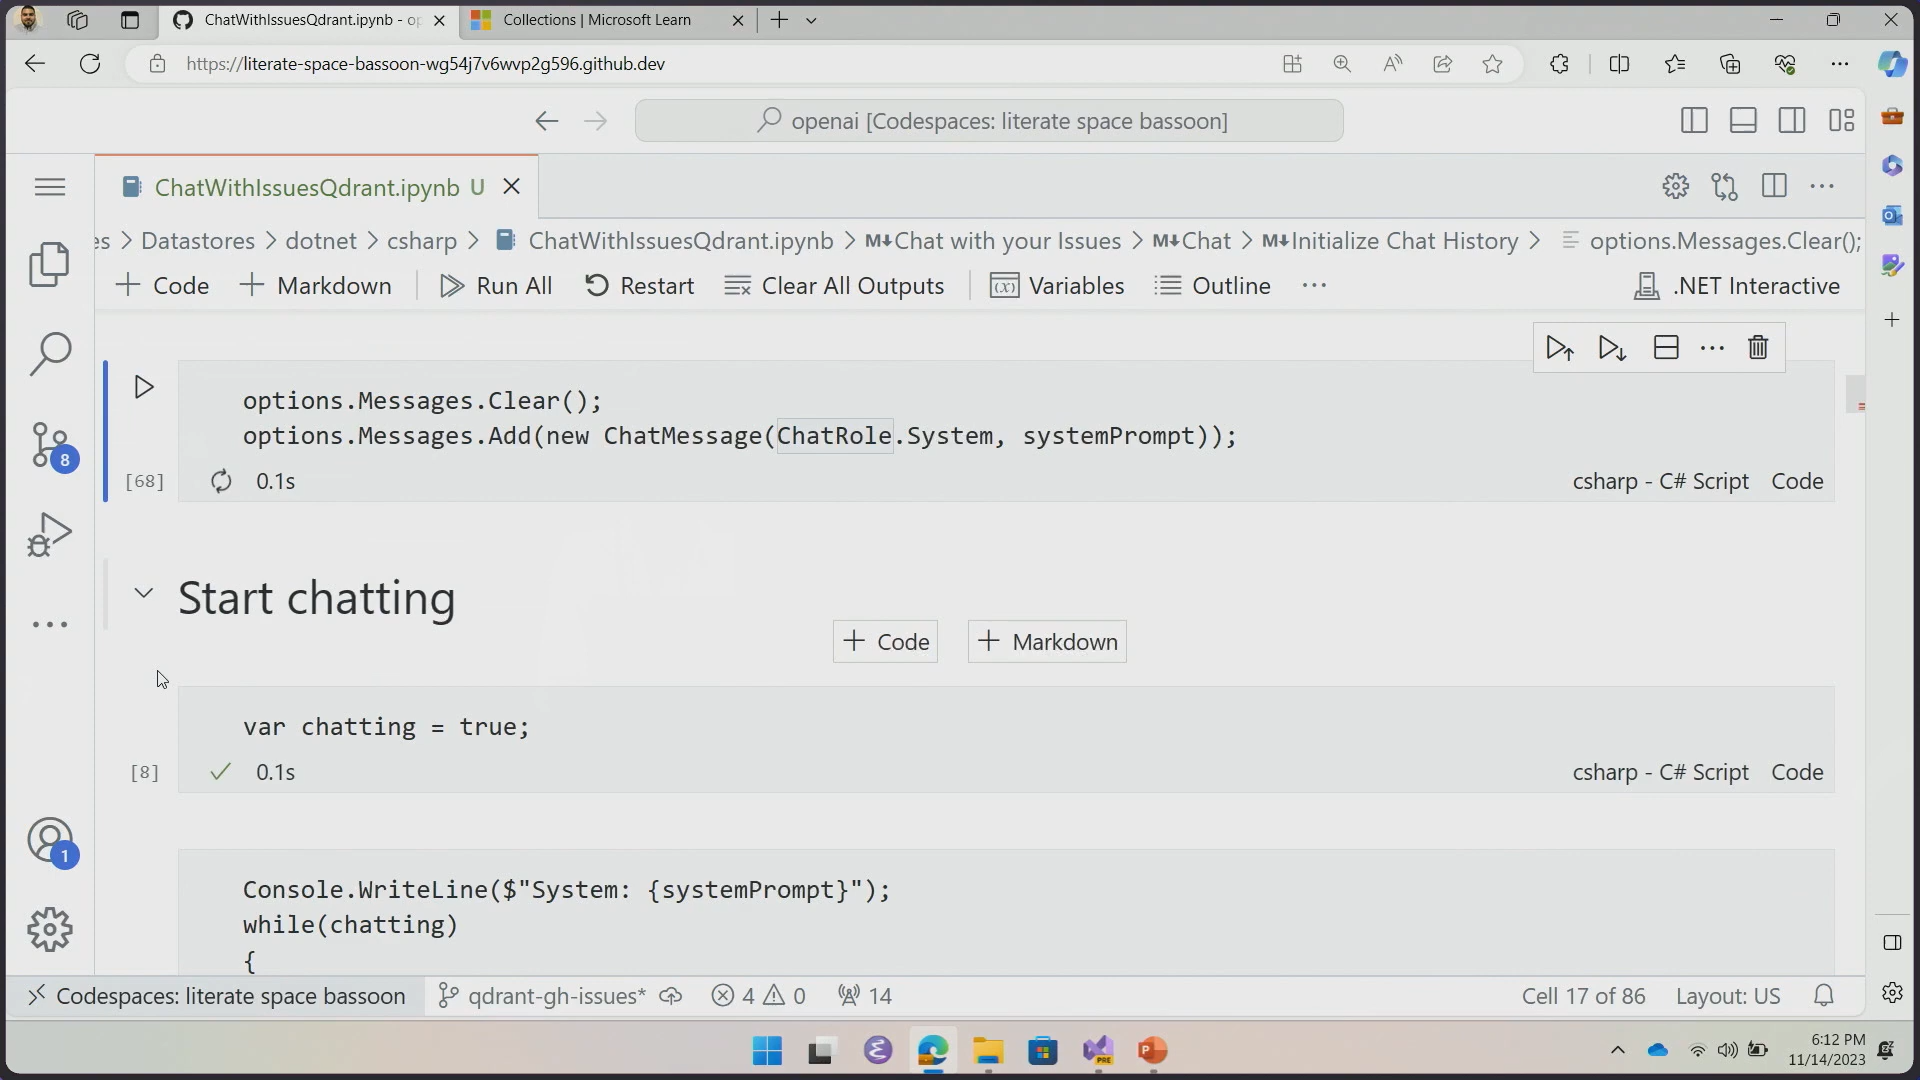 ChatWithIssuesQdrant.ipynb - op
Collections | Microsoft Learn
https://literate-space-bassoon-wg54j7v6wvp2g596.github.dev
openai [Codespaces: literate space bassoon]
ChatWithIssuesQdrant.ipynb U
es > Datastores > dotnet > csharp > ChatWithIssuesQdrant.ipynb > M↓Chat with your Issues > M↓Chat > M↓Initialize Chat History > options.Messages.Clear();
+ Code + Markdown Run All Restart Clear All Outputs Variables Outline ··· .NET Interactive
options.Messages.Clear();
options.Messages.Add(new ChatMessage(ChatRole.System, systemPrompt));
[68] 0.1s csharp - C# Script Code
8
Start chatting
+ Code + Markdown
var chatting = true;
[8] 0.1s csharp - C# Script Code
1
Console.WriteLine($"System: {systemPrompt}");
while(chatting)
{
Codespaces: literate space bassoon qdrant-gh-issues* 4 0 14 Cell 17 of 86 Layout: US
PRE
P
6:12 PM
11/14/2023